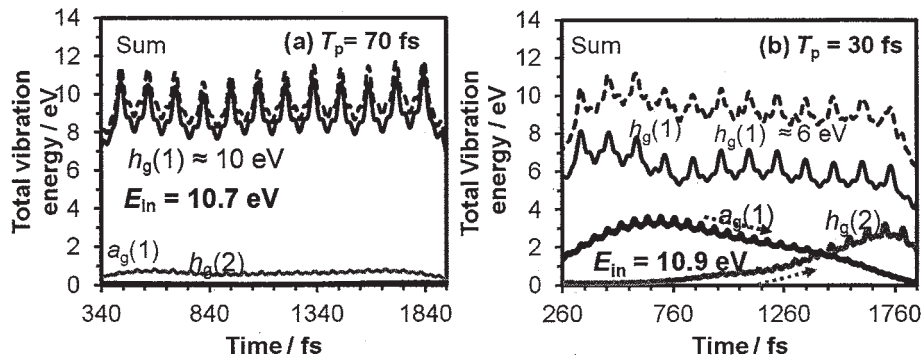 Total vibration energy / eV
14
12
10
8
6
4
2
0
Sum
(a) Tp= 70 fs
hg(1) ≈ 10 eV
Ein = 10.7 eV
ag(1)
hg(2)
340
840
1340
1840
Time / fs
Total vibration energy / eV
14
12
10
8
6
4
2
0
Sum
(b) Tp = 30 fs
hg(1)
hg(1) ≈ 6 eV
ag(1)
hg(2)
Ein = 10.9 eV
260
760
1260
1760
Time / fs